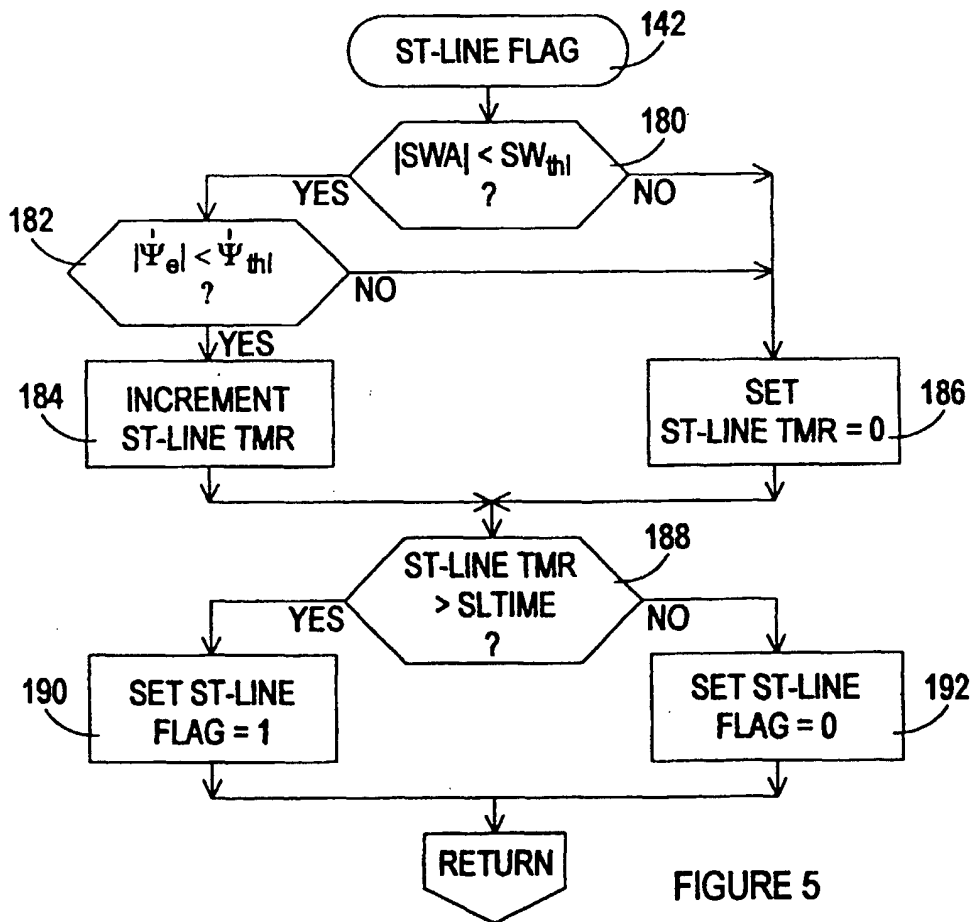 ST-LINE FLAG
142
|SWA| < SWthl
?
180
YES
NO
182
|Ψ̇e| < Ψ̇thl
?
NO
YES
184
INCREMENT
ST-LINE TMR
SET
ST-LINE TMR = 0
186
ST-LINE TMR
> SLTIME
?
188
YES
NO
190
SET ST-LINE
FLAG = 1
SET ST-LINE
FLAG = 0
192
RETURN
FIGURE 5